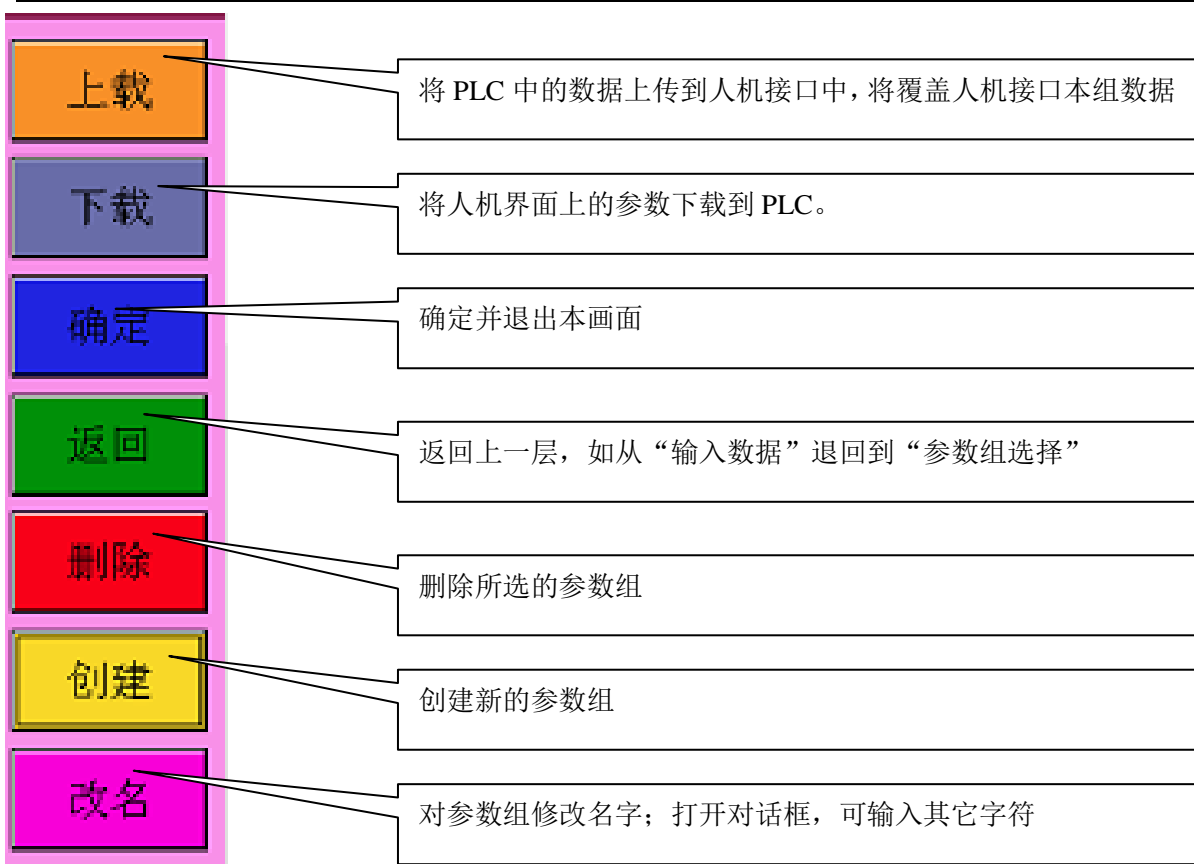 上载
将 PLC 中的数据上传到人机接口中，将覆盖人机接口本组数据
下载
将人机界面上的参数下载到 PLC。
确定
确定并退出本画面
返回
返回上一层，如从“输入数据”退回到“参数组选择”
删除
删除所选的参数组
创建
创建新的参数组
改名
对参数组修改名字；打开对话框，可输入其它字符